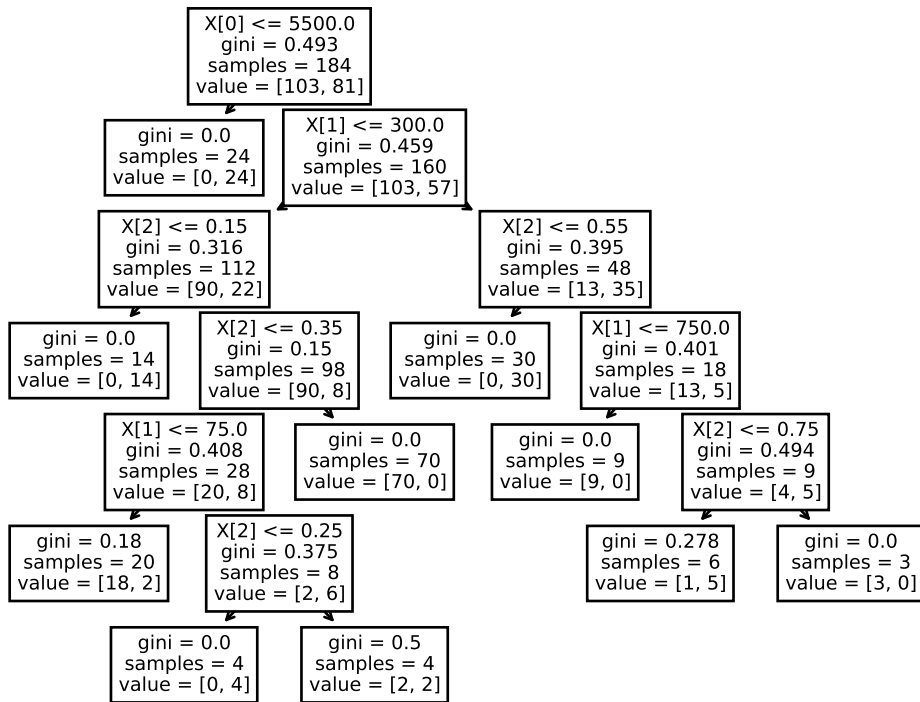 X[0] <= 5500.0
gini = 0.493
samples = 184
value = [103, 81]
gini = 0.0
samples = 24
value = [0, 24]
X[1] <= 300.0
gini = 0.459
samples = 160
value = [103, 57]
X[2] <= 0.15
gini = 0.316
samples = 112
value = [90, 22]
X[2] <= 0.55
gini = 0.395
samples = 48
value = [13, 35]
gini = 0.0
samples = 14
value = [0, 14]
X[2] <= 0.35
gini = 0.15
samples = 98
value = [90, 8]
gini = 0.0
samples = 30
value = [0, 30]
X[1] <= 750.0
gini = 0.401
samples = 18
value = [13, 5]
X[1] <= 75.0
gini = 0.408
samples = 28
value = [20, 8]
gini = 0.0
samples = 70
value = [70, 0]
gini = 0.0
samples = 9
value = [9, 0]
X[2] <= 0.75
gini = 0.494
samples = 9
value = [4, 5]
gini = 0.18
samples = 20
value = [18, 2]
X[2] <= 0.25
gini = 0.375
samples = 8
value = [2, 6]
gini = 0.278
samples = 6
value = [1, 5]
gini = 0.0
samples = 3
value = [3, 0]
gini = 0.0
samples = 4
value = [0, 4]
gini = 0.5
samples = 4
value = [2, 2]